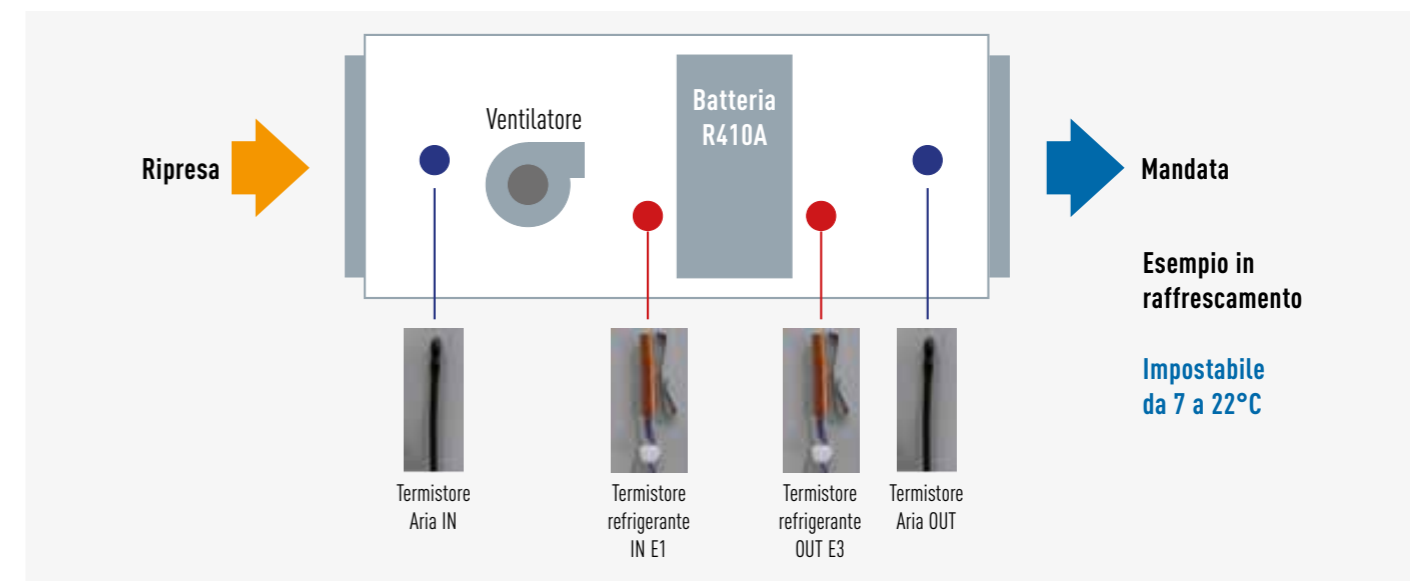 Ripresa
Ventilatore
Batteria
R410A
Mandata
Esempio in
raffrescamento
Impostabile
da 7 a 22°C
Termistore
Aria IN
Termistore
refrigerante
IN E1
Termistore
refrigerante
OUT E3
Termistore
Aria OUT